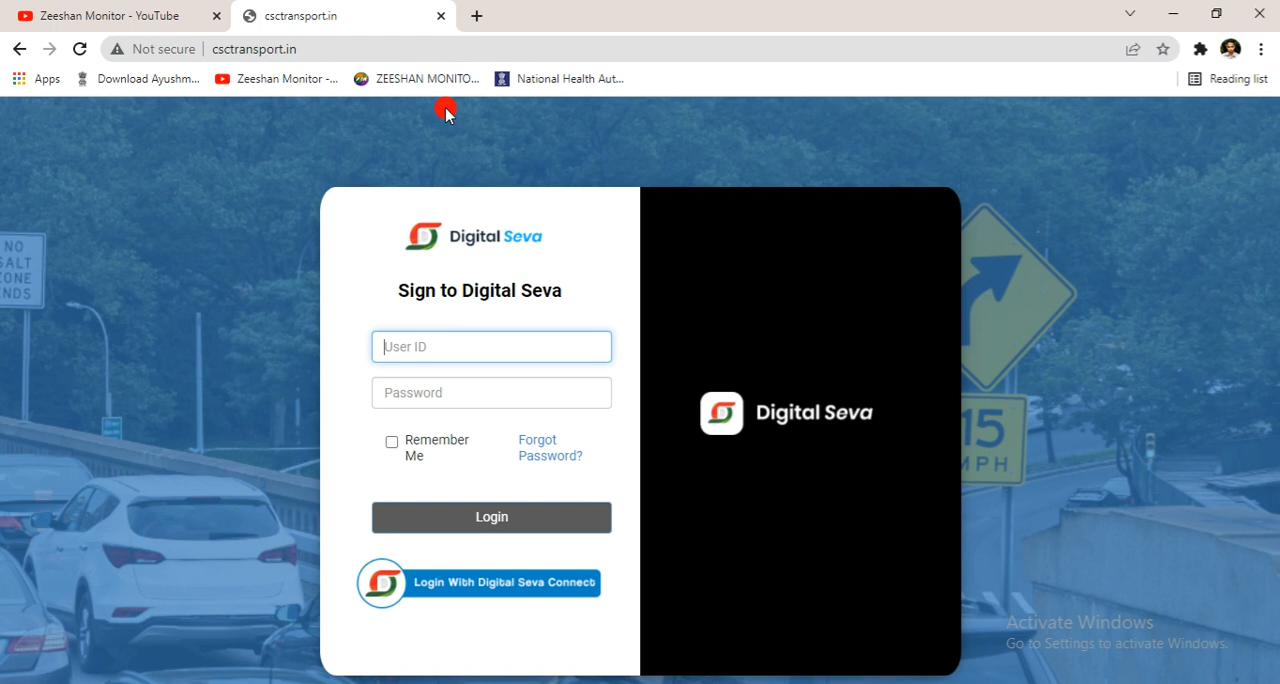 Zeeshan Monitor - YouTube
csctransport.in
Not secure
csctransport.in
Apps
Download Ayushm...
Zeeshan Monitor -...
ZEESHAN MONITO...
National Health Aut...
Reading list
NO
SALT
ZONE
ENDS
Digital Seva
Sign to Digital Seva
User ID
Password
Remember
Me
Forgot
Password?
Login
Login With Digital Seva Connect
Digital Seva
15
MPH
Activate Windows
Go to Settings to activate Windows.